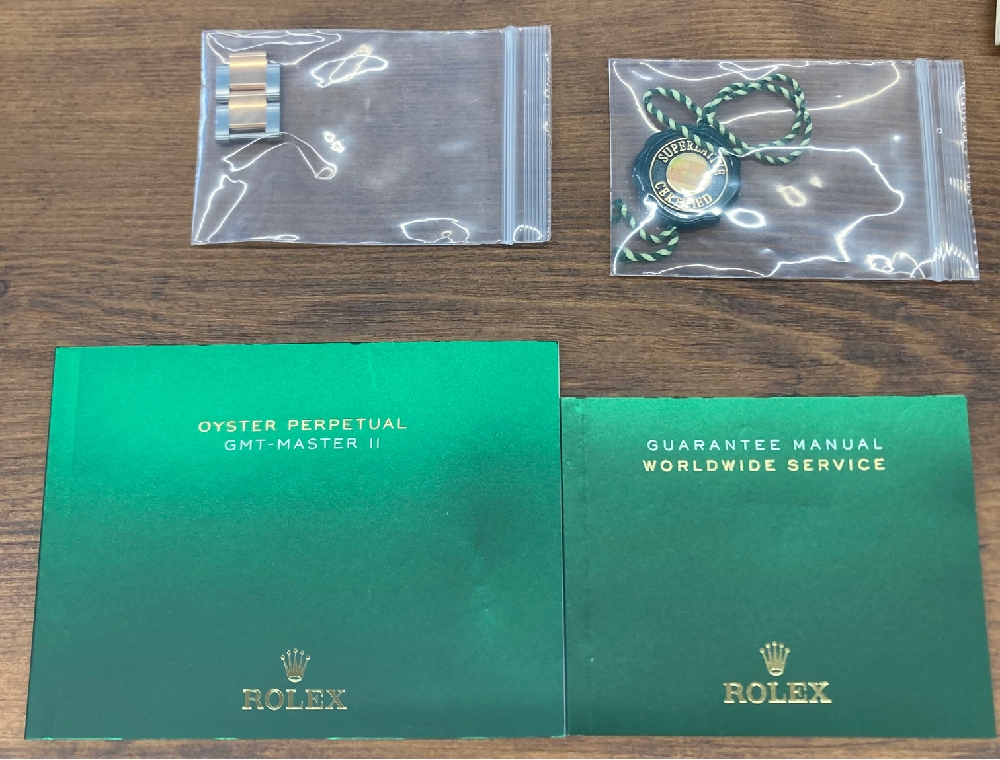 SUPERLATIVE
CERTIFIED
OYSTER PERPETUAL
GMT-MASTER II
ROLEX
GUARANTEE MANUAL
WORLDWIDE SERVICE
ROLEX